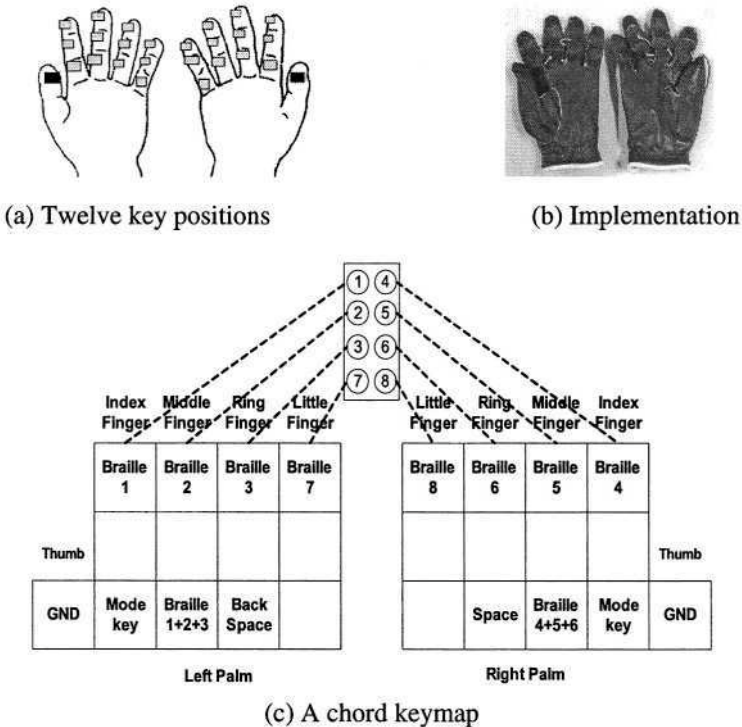 (a) Twelve key positions
(b) Implementation
1 4
2 5
3 6
7 8
Index Finger
Middle Finger
Ring Finger
Little Finger
Little Finger
Ring Finger
Middle Finger
Index Finger
Braille 1
Braille 2
Braille 3
Braille 7
Braille 8
Braille 6
Braille 5
Braille 4
Thumb
Thumb
GND
Mode key
Braille 1+2+3
Back Space
Space
Braille 4+5+6
Mode key
GND
Left Palm
Right Palm
(c) A chord keymap